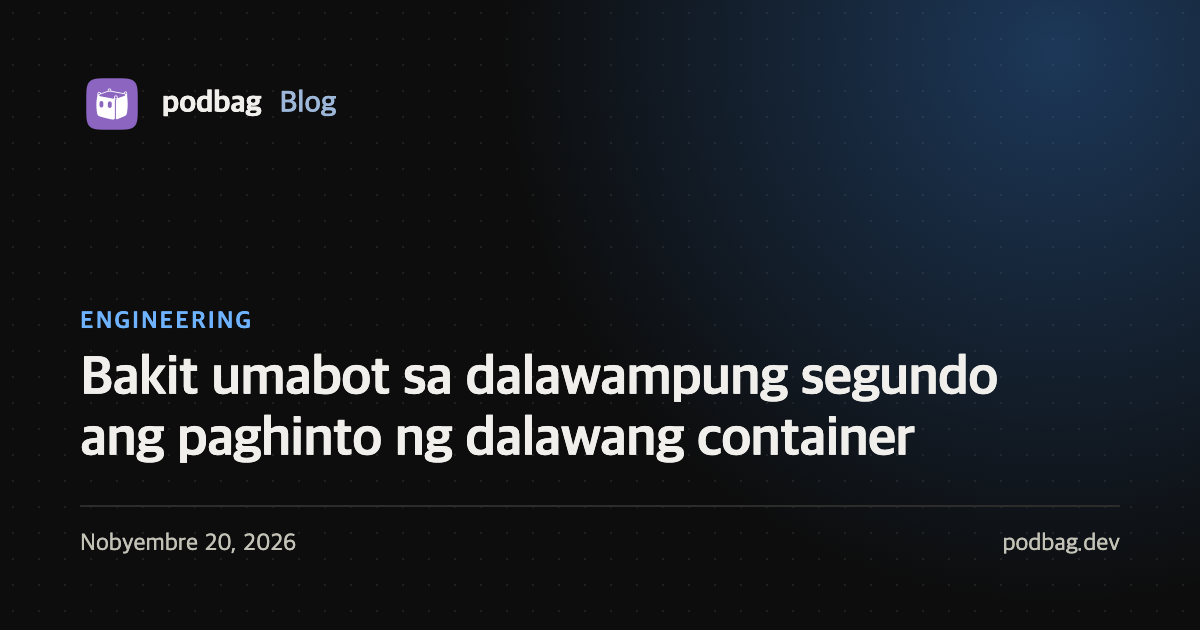 podbag Blog
ENGINEERING
Bakit umabot sa dalawampung segundo
ang paghinto ng dalawang container
Nobyembre 20, 2026
podbag.dev